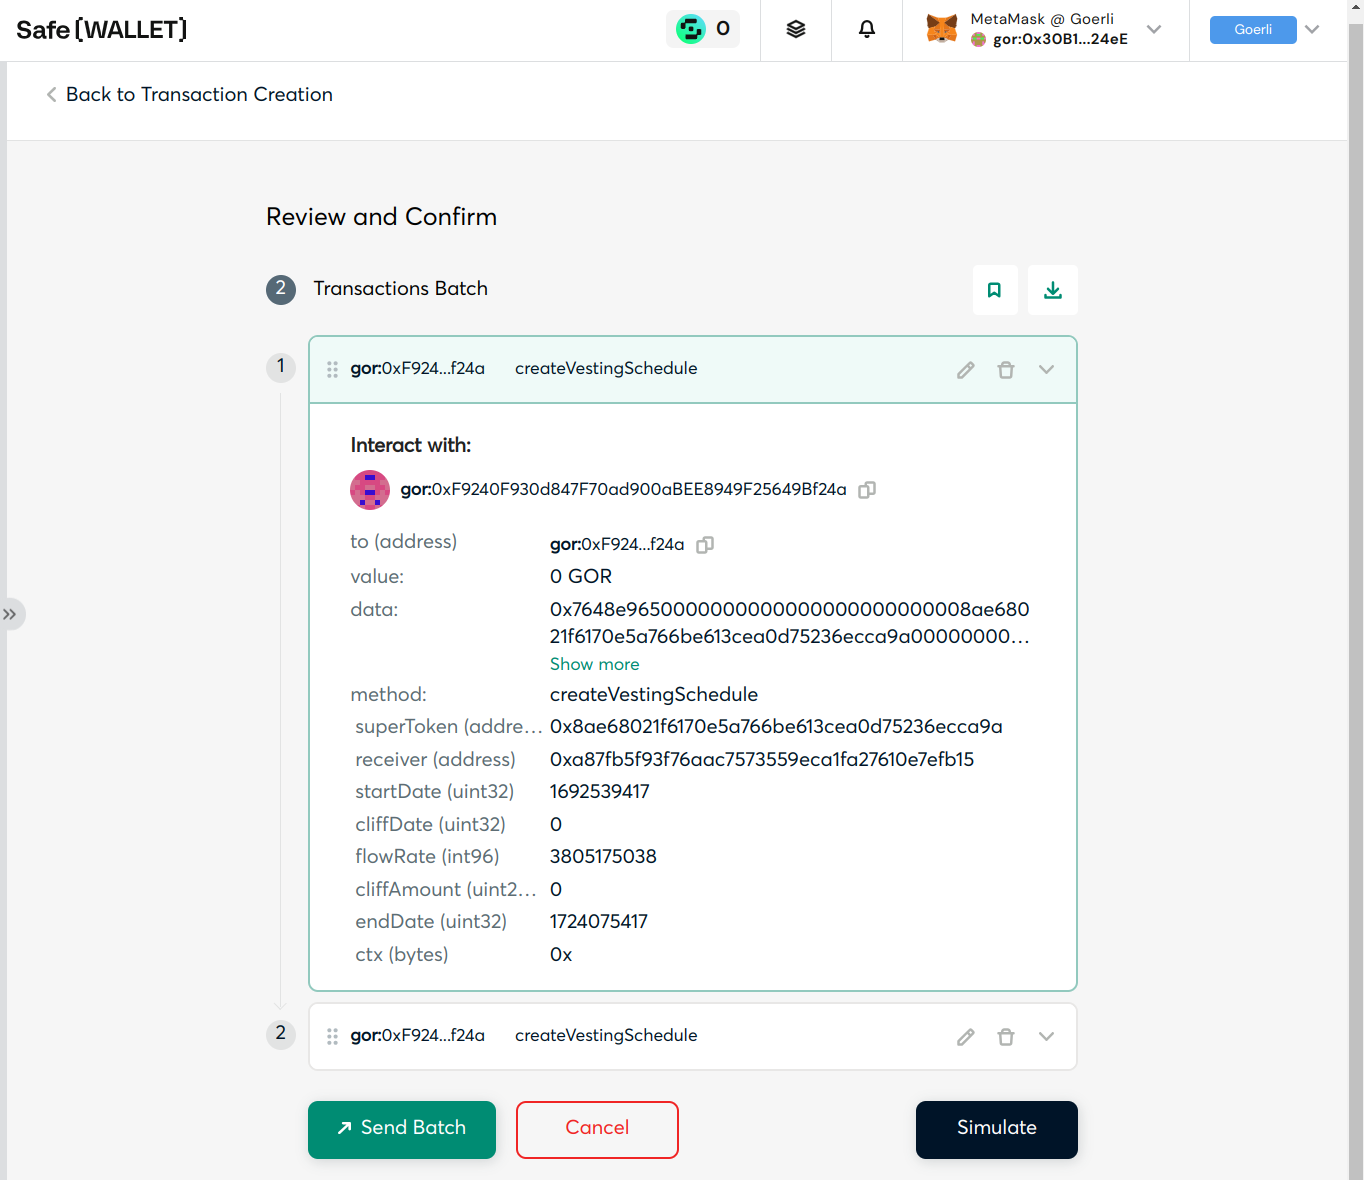 Safe[WALLET]
0
MetaMask @ Goerli
gor:0x30B1...24eE
Goerli
Back to Transaction Creation
Review and Confirm
2 Transactions Batch
1 gor:0xF924...f24a createVestingSchedule
Interact with:
gor:0xF9240F930d847F70ad900aBEE8949F25649Bf24a
to (address) gor:0xF924...f24a
value: 0 GOR
data: 0x7648e9650000000000000000000000008ae680
21f6170e5a766be613cea0d75236ecca9a00000000...
Show more
method: createVestingSchedule
superToken (addre... 0x8ae68021f6170e5a766be613cea0d75236ecca9a
receiver (address) 0xa87fb5f93f76aac7573559eca1fa27610e7efb15
startDate (uint32) 1692539417
cliffDate (uint32) 0
flowRate (int96) 3805175038
cliffAmount (uint2... 0
endDate (uint32) 1724075417
ctx (bytes) 0x
2 gor:0xF924...f24a createVestingSchedule
Send Batch Cancel Simulate